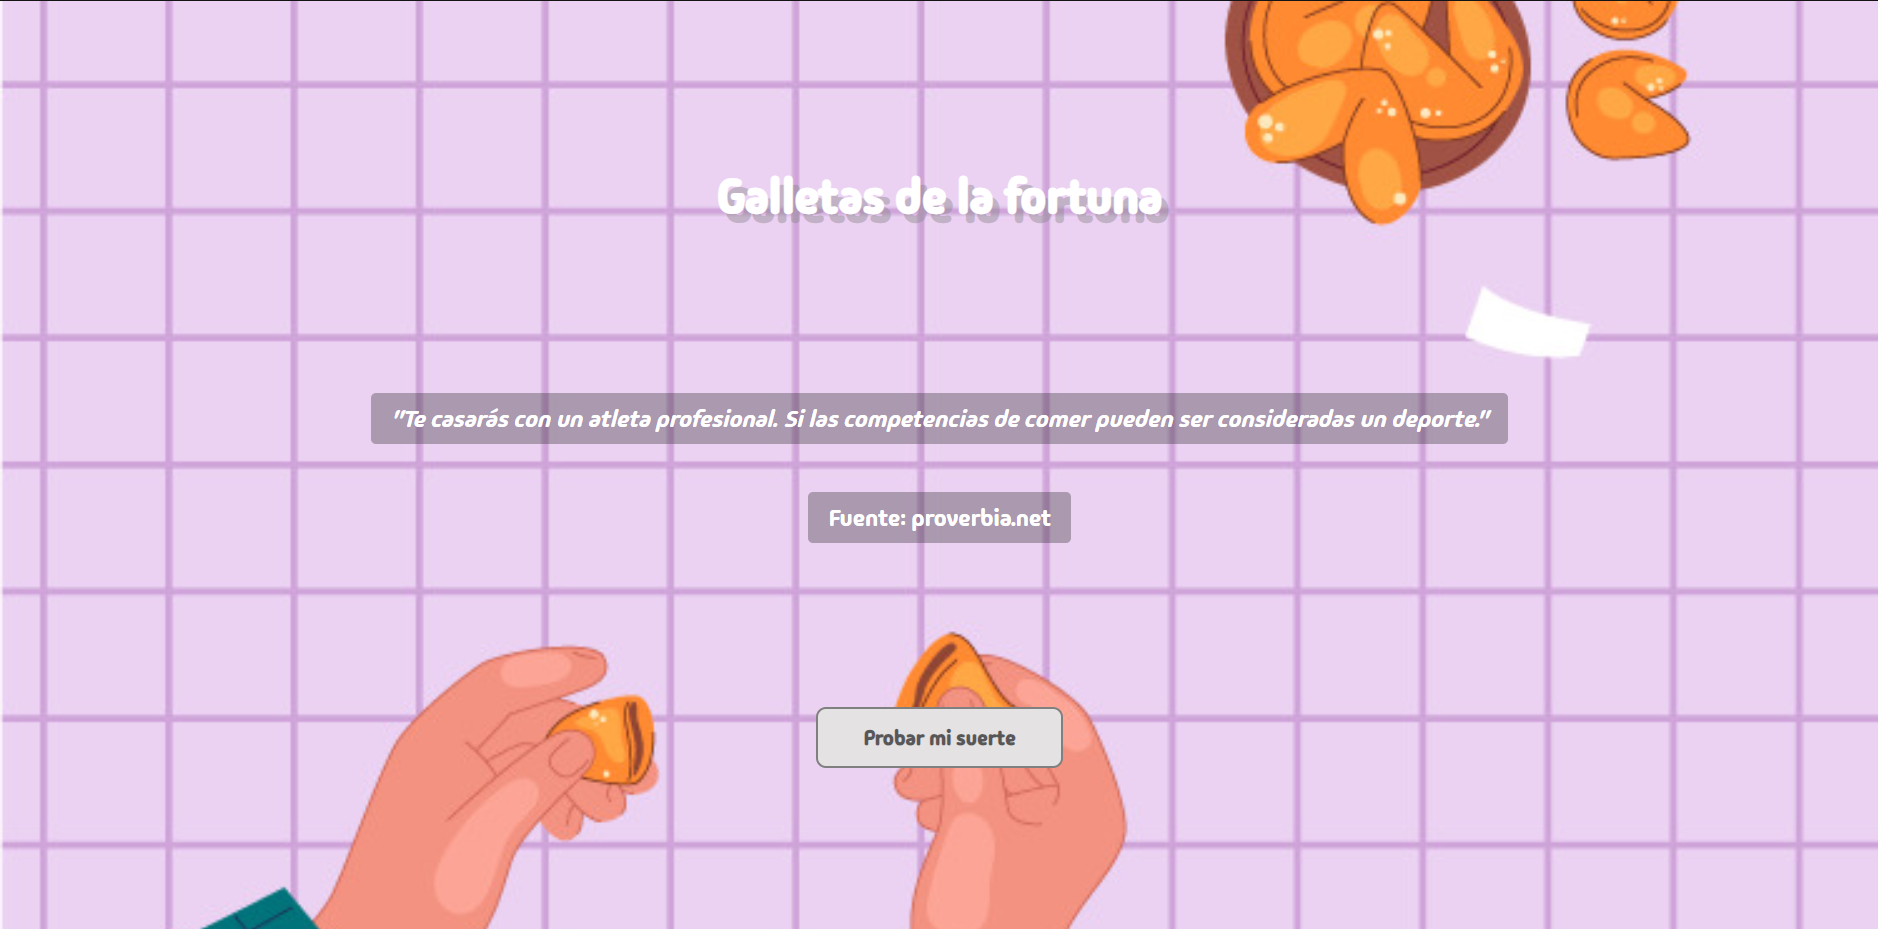 Galletas de la fortuna
"Te casarás con un atleta profesional. Si las competencias de comer pueden ser consideradas un deporte."
Fuente: proverbia.net
Probar mi suerte